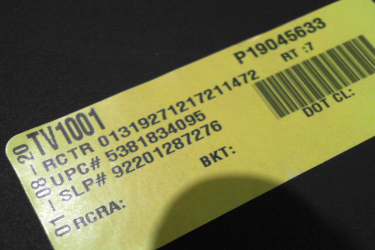 P19045633
RT :7
TV1001
RCTR 01319271217211472
UPC# 5381834095
SLP# 92201287276
DOT CL:
BKT:
RCRA:
01 - 08 - 20